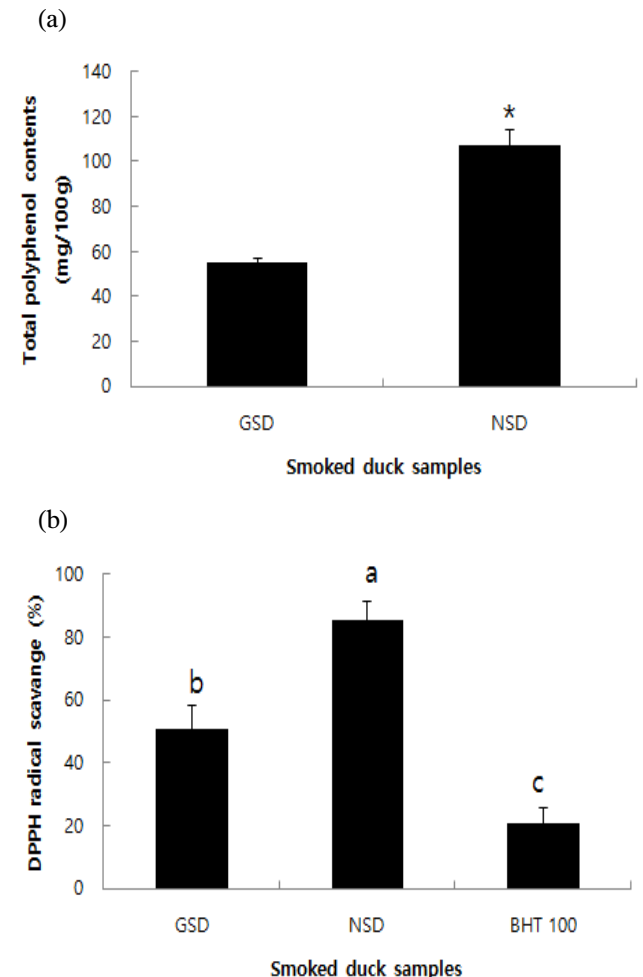 (a)
Total polyphenol contents
(mg/100g)
140
120
100
80
60
40
20
0
*
GSD NSD
Smoked duck samples
(b)
DPPH radical scavange (%)
100
80
60
40
20
0
b
a
c
GSD NSD BHT 100
Smoked duck samples